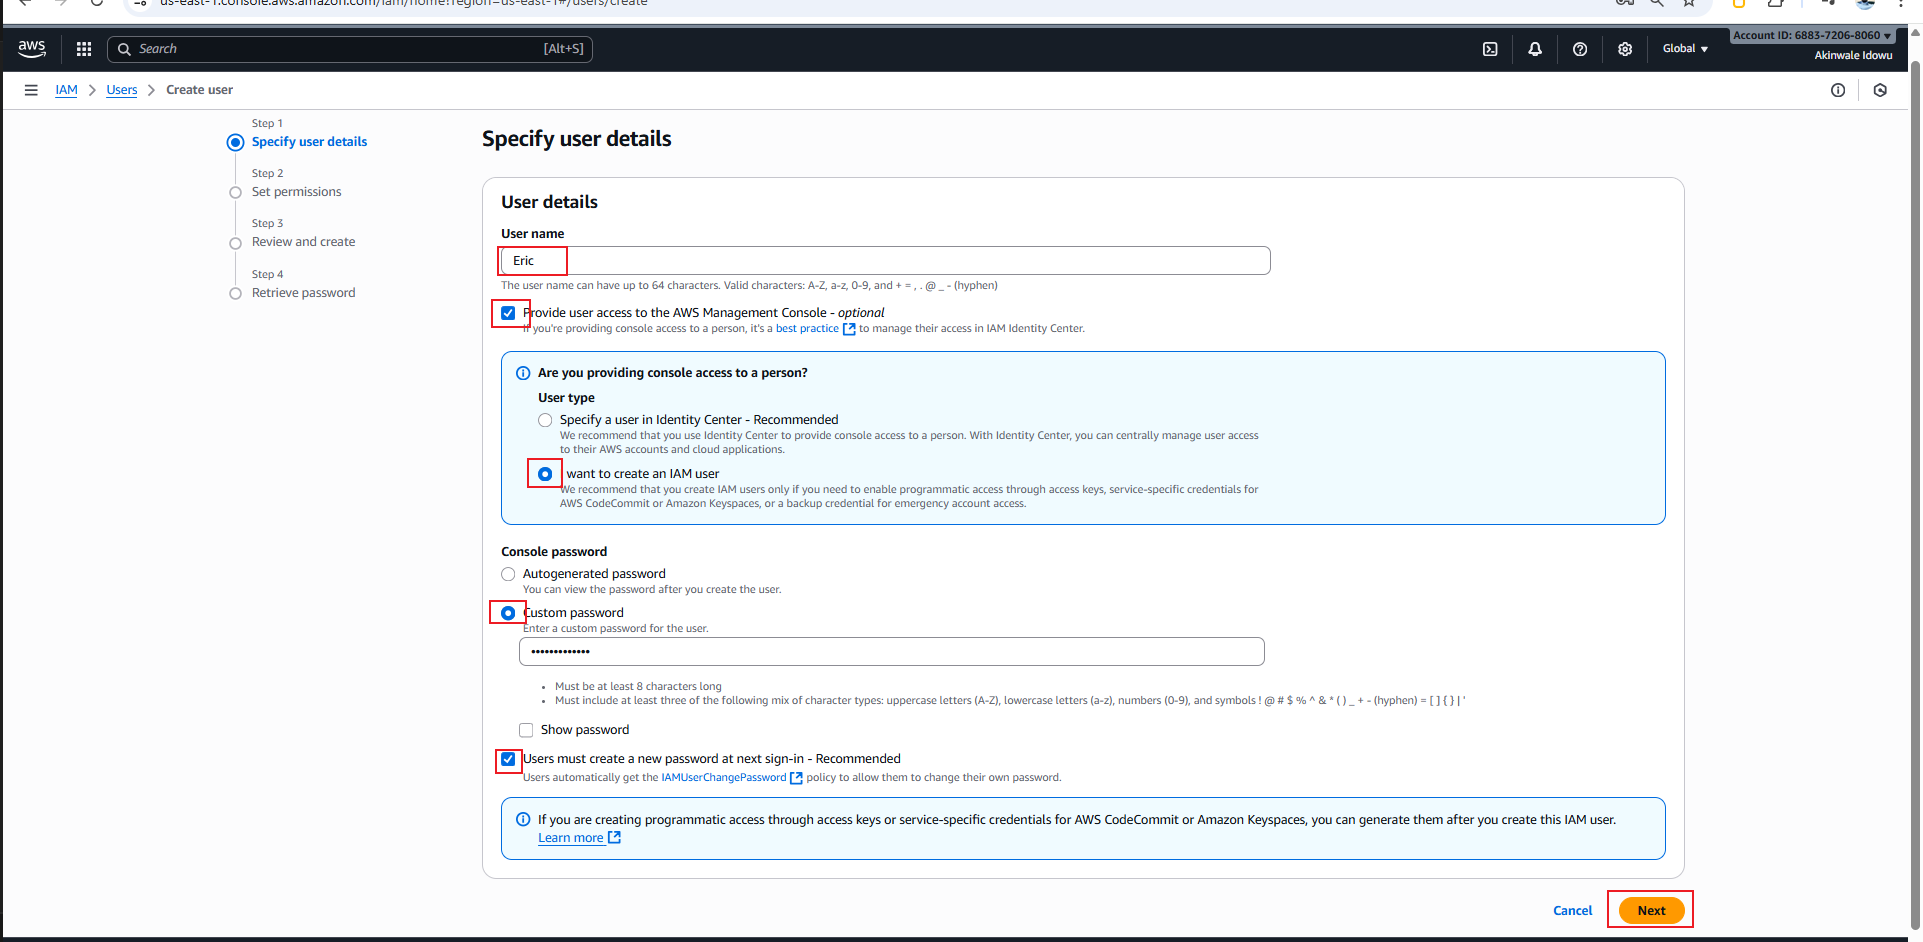 us-east-1.console.aws.amazon.com/iam/home?region=us-east-1#/users/create
aws
Search
[Alt+S]
Global
Account ID: 6883-7206-8060
Akinwale Idowu
IAM
Users
Create user
Step 1
Specify user details
Step 2
Set permissions
Step 3
Review and create
Step 4
Retrieve password
Specify user details
User details
User name
Eric
The user name can have up to 64 characters. Valid characters: A-Z, a-z, 0-9, and + = , . @ _ - (hyphen)
Provide user access to the AWS Management Console - optional
If you're providing console access to a person, it's a best practice to manage their access in IAM Identity Center.
Are you providing console access to a person?
User type
Specify a user in Identity Center - Recommended
We recommend that you use Identity Center to provide console access to a person. With Identity Center, you can centrally manage user access
to their AWS accounts and cloud applications.
want to create an IAM user
We recommend that you create IAM users only if you need to enable programmatic access through access keys, service-specific credentials for
AWS CodeCommit or Amazon Keyspaces, or a backup credential for emergency account access.
Console password
Autogenerated password
You can view the password after you create the user.
Custom password
Enter a custom password for the user.
•••••••••••••
• Must be at least 8 characters long
• Must include at least three of the following mix of character types: uppercase letters (A-Z), lowercase letters (a-z), numbers (0-9), and symbols ! @ # $ % ^ & * ( ) _ + - (hyphen) = [ ] { } | '
Show password
Users must create a new password at next sign-in - Recommended
Users automatically get the IAMUserChangePassword policy to allow them to change their own password.
If you are creating programmatic access through access keys or service-specific credentials for AWS CodeCommit or Amazon Keyspaces, you can generate them after you create this IAM user.
Learn more
Cancel
Next